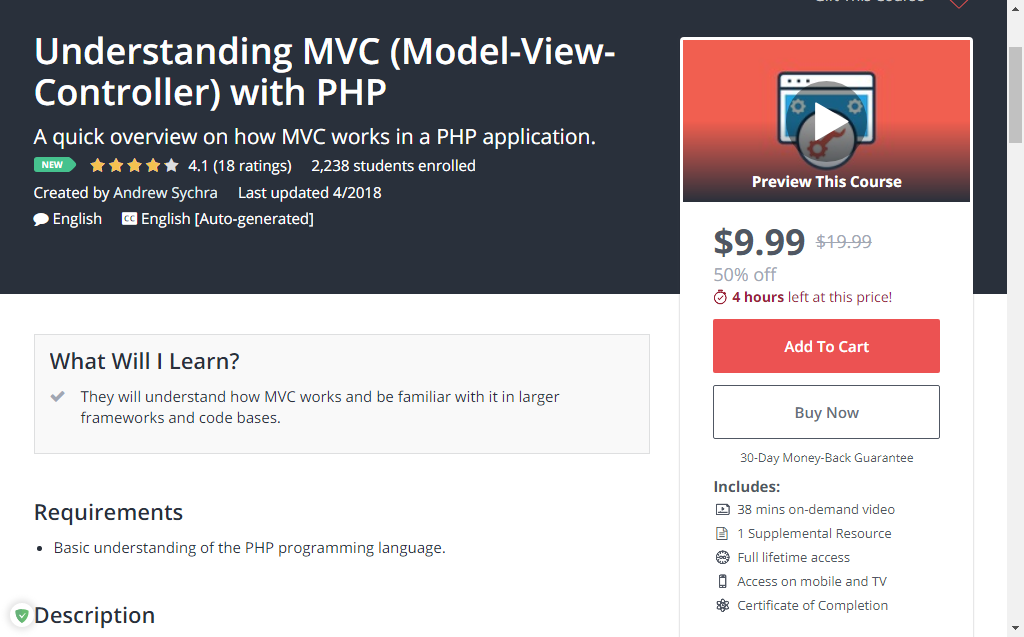 Gift This Course
Understanding MVC (Model-View-
Controller) with PHP
A quick overview on how MVC works in a PHP application.
NEW 4.1 (18 ratings) 2,238 students enrolled
Created by Andrew Sychra Last updated 4/2018
English CC English [Auto-generated]
Preview This Course
$9.99 $19.99
50% off
4 hours left at this price!
Add To Cart
Buy Now
30-Day Money-Back Guarantee
Includes:
38 mins on-demand video
1 Supplemental Resource
Full lifetime access
Access on mobile and TV
Certificate of Completion
What Will I Learn?
They will understand how MVC works and be familiar with it in larger
frameworks and code bases.
Requirements
Basic understanding of the PHP programming language.
Description